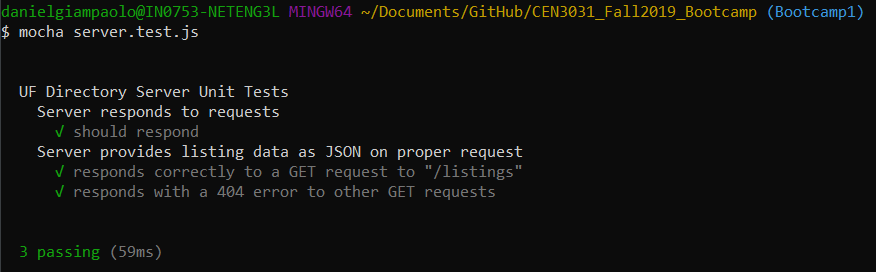 danielgiampaolo@IN0753-NETENG3L MINGW64 ~/Documents/GitHub/CEN3031_Fall2019_Bootcamp (Bootcamp1)
$ mocha server.test.js
UF Directory Server Unit Tests
Server responds to requests
√ should respond
Server provides listing data as JSON on proper request
√ responds correctly to a GET request to "/listings"
√ responds with a 404 error to other GET requests
3 passing (59ms)